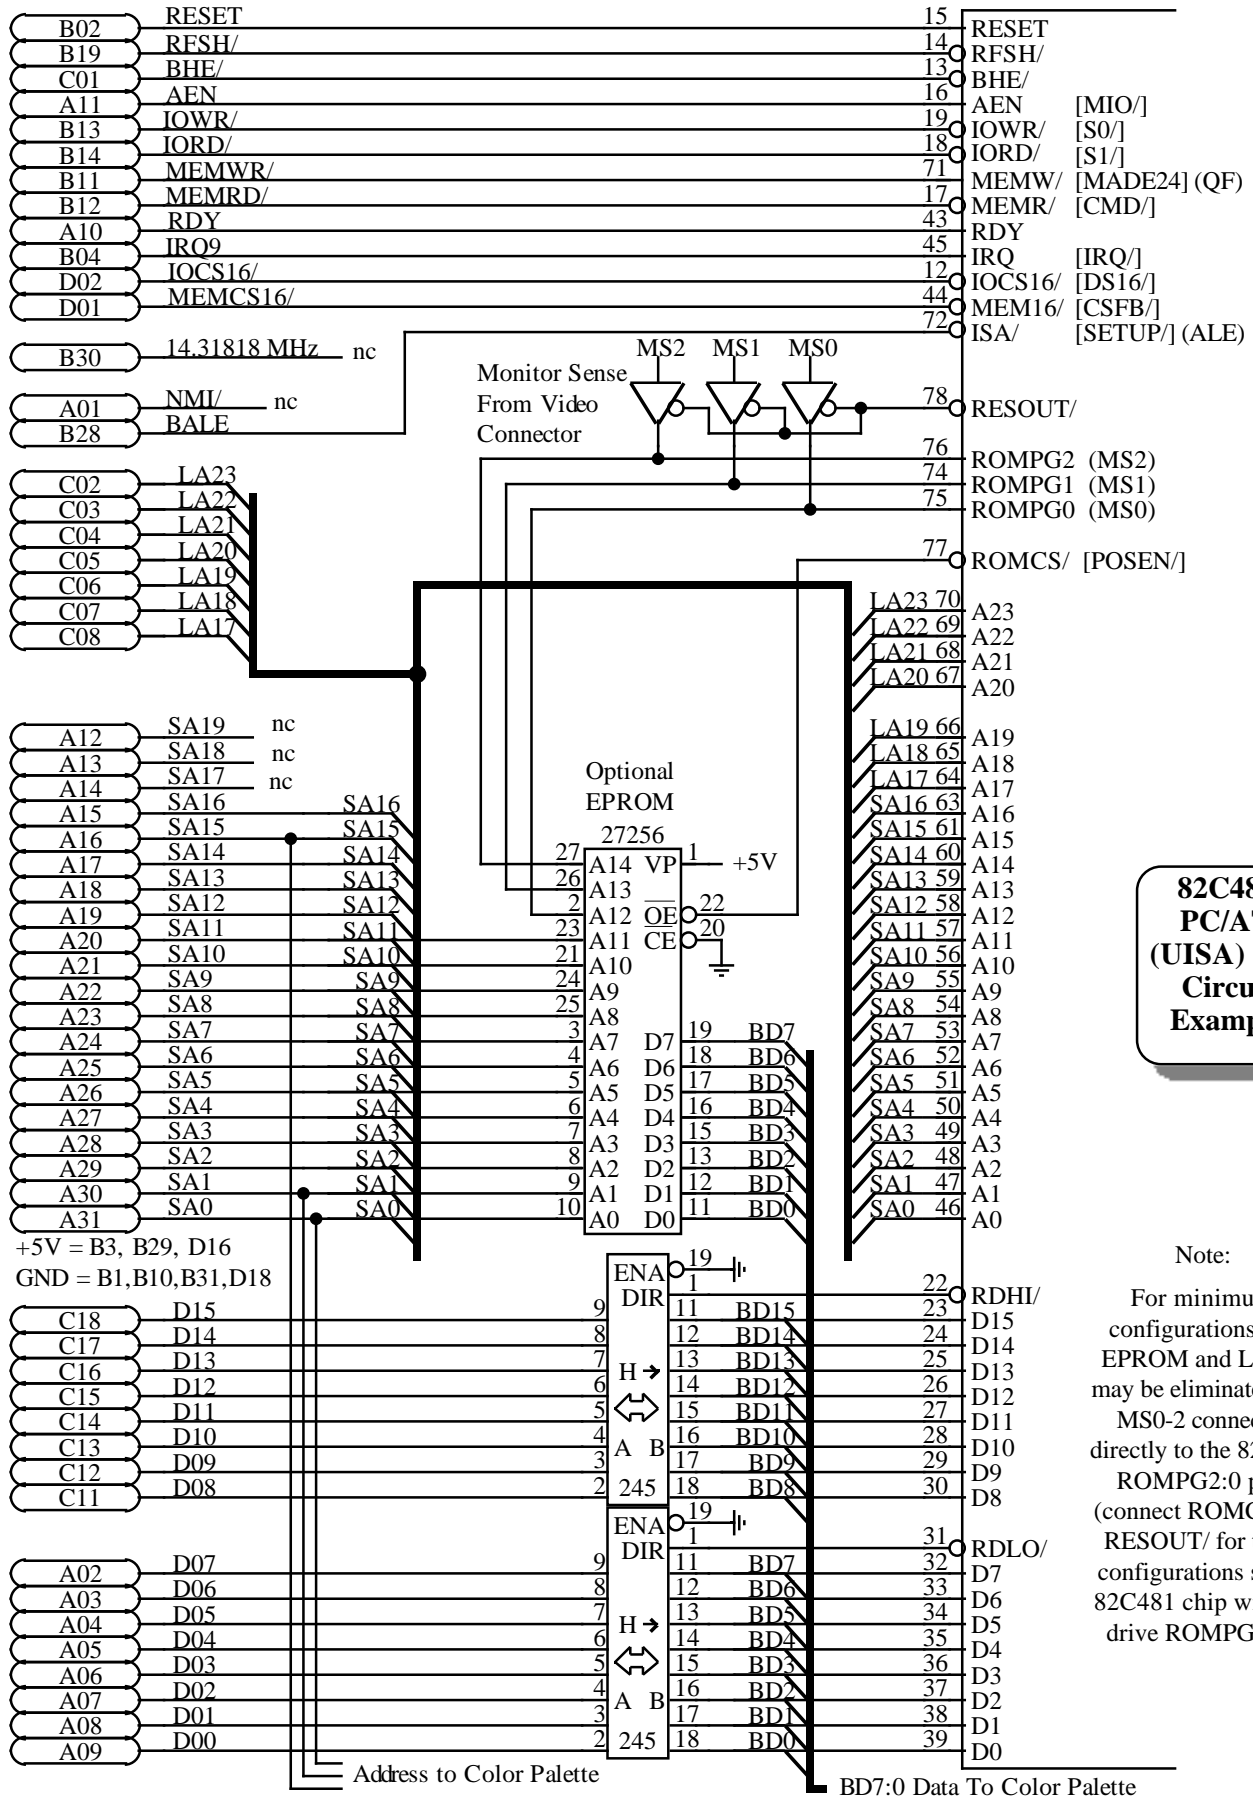 B02 RESET 15 RESET
B19 RFSH/ 14 RFSH/
C01 BHE/ 13 BHE/
A11 AEN 16 AEN [MIO/]
B13 IOWR/ 19 IOWR/ [S0/]
B14 IORD/ 18 IORD/ [S1/]
B11 MEMWR/ 71 MEMW/ [MADE24] (QF)
B12 MEMRD/ 17 MEMR/ [CMD/]
A10 RDY 43 RDY
B04 IRQ9 45 IRQ [IRQ/]
D02 IOCS16/ 12 IOCS16/ [DS16/]
D01 MEMCS16/ 44 MEM16/ [CSFB/]
72 ISA/ [SETUP/] (ALE)
B30 14.31818 MHz nc
MS2 MS1 MS0
Monitor Sense
From Video
Connector
A01 NMI/ nc
B28 BALE
78 RESOUT/
76 ROMPG2 (MS2)
74 ROMPG1 (MS1)
75 ROMPG0 (MS0)
77 ROMCS/ [POSEN/]
C02 LA23
C03 LA22
C04 LA21
C05 LA20
C06 LA19
C07 LA18
C08 LA17
LA23 70 A23
LA22 69 A22
LA21 68 A21
LA20 67 A20
A12 SA19 nc
A13 SA18 nc
A14 SA17 nc
A15 SA16 SA16
A16 SA15 SA15
A17 SA14 SA14
A18 SA13 SA13
A19 SA12 SA12
A20 SA11 SA11
A21 SA10 SA10
A22 SA9 SA9
A23 SA8 SA8
A24 SA7 SA7
A25 SA6 SA6
A26 SA5 SA5
A27 SA4 SA4
A28 SA3 SA3
A29 SA2 SA2
A30 SA1 SA1
A31 SA0 SA0
+5V = B3, B29, D16
GND = B1,B10,B31,D18
Optional
EPROM
27256
27 A14 VP 1 +5V
26 A13
2 A12 OE 22
23 A11 CE 20
21 A10
24 A9
25 A8
3 A7 D7 19 BD7
4 A6 D6 18 BD6
5 A5 D5 17 BD5
6 A4 D4 16 BD4
7 A3 D3 15 BD3
8 A2 D2 13 BD2
9 A1 D1 12 BD1
10 A0 D0 11 BD0
LA19 66 A19
LA18 65 A18
LA17 64 A17
SA16 63 A16
SA15 61 A15
SA14 60 A14
SA13 59 A13
SA12 58 A12
SA11 57 A11
SA10 56 A10
SA9 55 A9
SA8 54 A8
SA7 53 A7
SA6 52 A6
SA5 51 A5
SA4 50 A4
SA3 49 A3
SA2 48 A2
SA1 47 A1
SA0 46 A0
82C48
PC/A
(UISA)
Circu
Examp
ENA 19
DIR 1 22 RDHI/
C18 D15 9 11 BD15 23 D15
C17 D14 8 12 BD14 24 D14
C16 D13 7 H 13 BD13 25 D13
C15 D12 6 14 BD12 26 D12
C14 D11 5 15 BD11 27 D11
C13 D10 4 A B 16 BD10 28 D10
C12 D09 3 17 BD9 29 D9
C11 D08 2 245 18 BD8 30 D8
ENA 19
DIR 1 31 RDLO/
A02 D07 9 11 BD7 32 D7
A03 D06 8 12 BD6 33 D6
A04 D05 7 H 13 BD5 34 D5
A05 D04 6 14 BD4 35 D4
A06 D03 5 15 BD3 36 D3
A07 D02 4 A B 16 BD2 37 D2
A08 D01 3 17 BD1 38 D1
A09 D00 2 245 18 BD0 39 D0
Address to Color Palette
BD7:0 Data To Color Palette
Note:
For minimu
configurations
EPROM and L
may be eliminat
MS0-2 connec
directly to the 82
ROMPG2:0 p
(connect ROMC
RESOUT/ for
configurations s
82C481 chip w
drive ROMPG